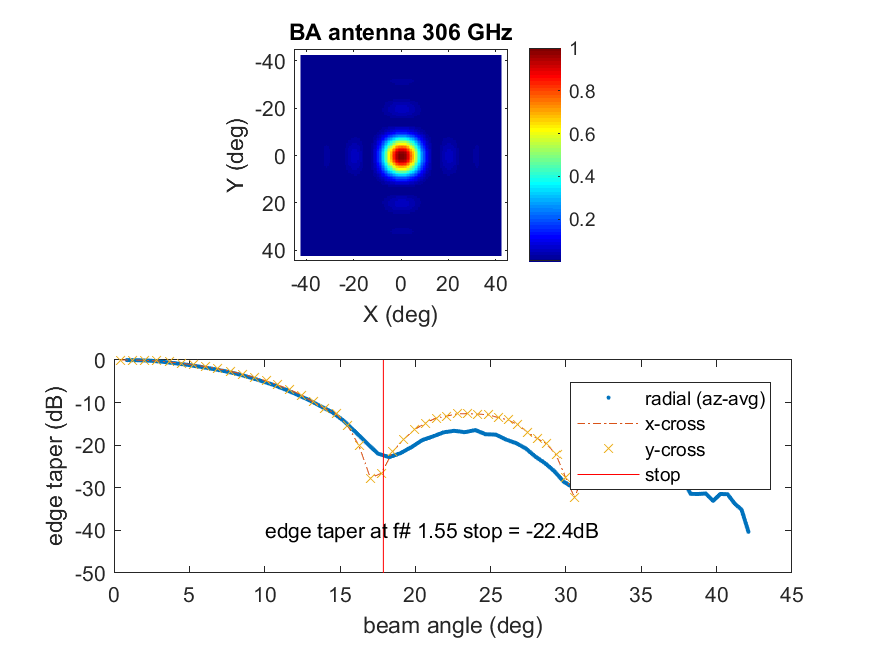 BA antenna 306 GHz
-40
-20
0
20
40
Y (deg)
-40 -20 0 20 40
X (deg)
1
0.8
0.6
0.4
0.2
0
-10
-20
-30
-40
-50
edge taper (dB)
radial (az-avg)
x-cross
y-cross
stop
edge taper at f# 1.55 stop = -22.4dB
0 5 10 15 20 25 30 35 40 45
beam angle (deg)